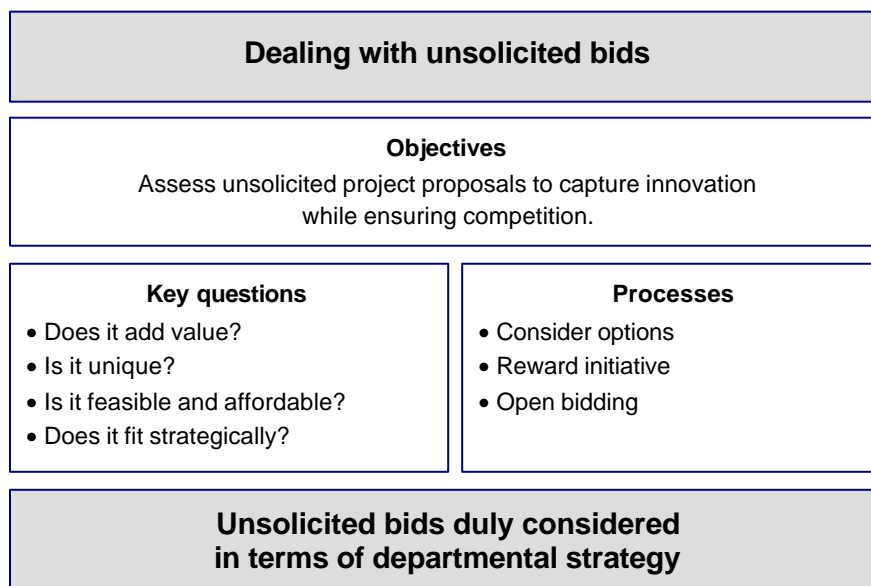 Dealing with unsolicited bids
Objectives
Assess unsolicited project proposals to capture innovation
while ensuring competition.
Key questions
• Does it add value?
• Is it unique?
• Is it feasible and affordable?
• Does it fit strategically?
Processes
• Consider options
• Reward initiative
• Open bidding
Unsolicited bids duly considered
in terms of departmental strategy